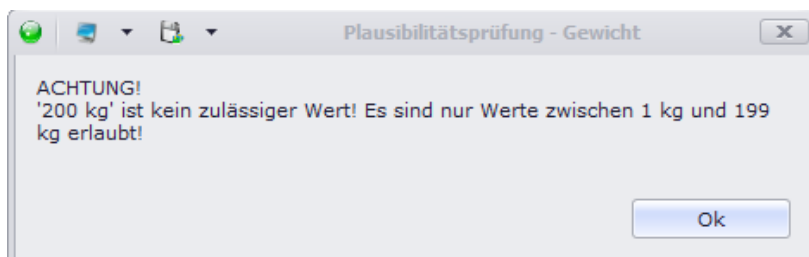 Plausibilitätsprüfung - Gewicht
ACHTUNG!
'200 kg' ist kein zulässiger Wert! Es sind nur Werte zwischen 1 kg und 199
kg erlaubt!
Ok